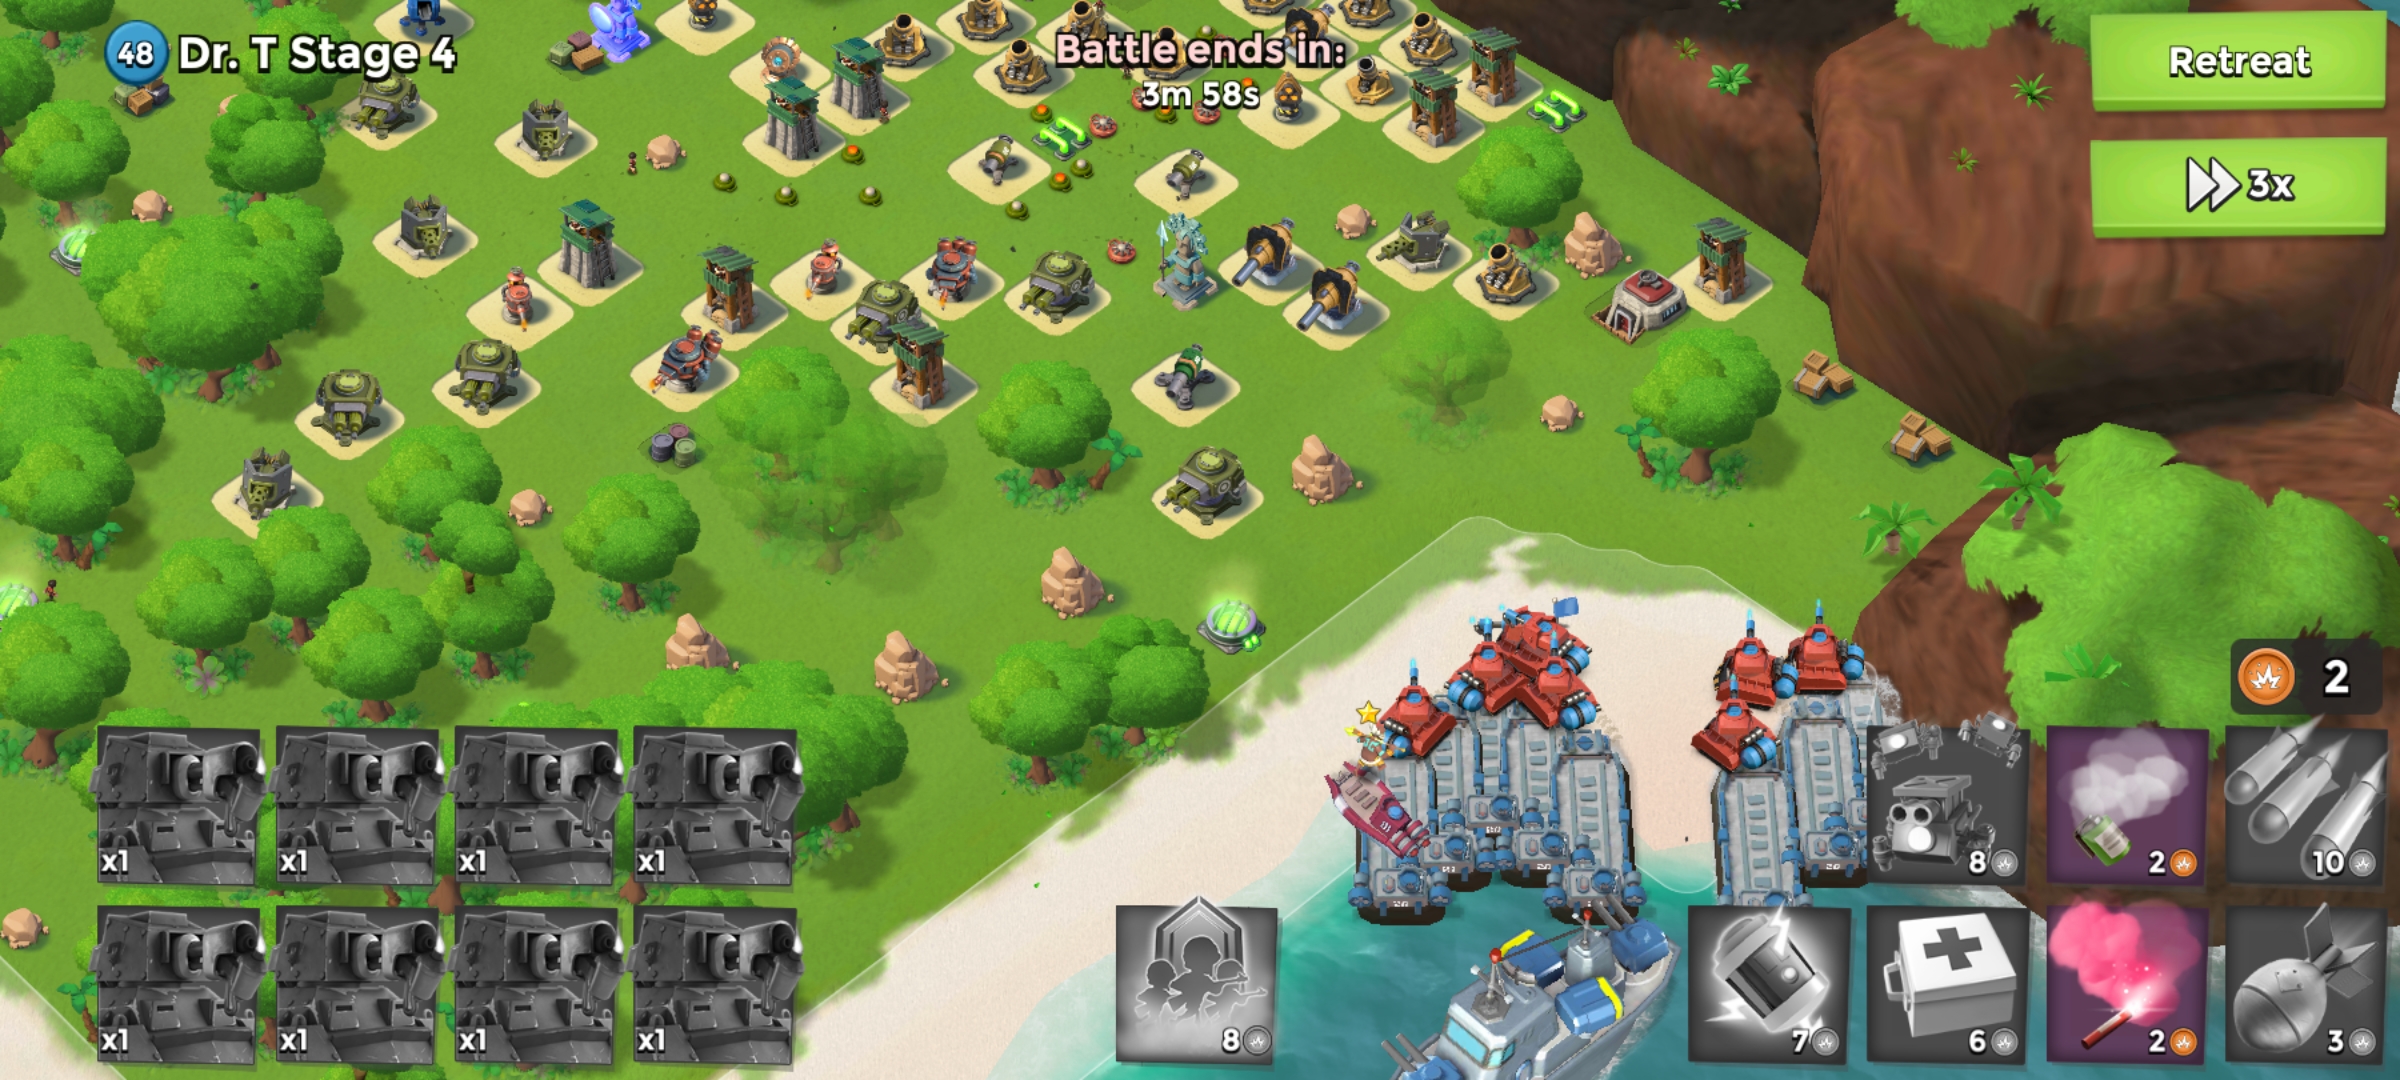 48 Dr. T Stage 4
Battle ends in:
3m 58s
Retreat
3x
2
x1 x1 x1 x1
8 2 10
x1 x1 x1 x1
8 7 6 2 3